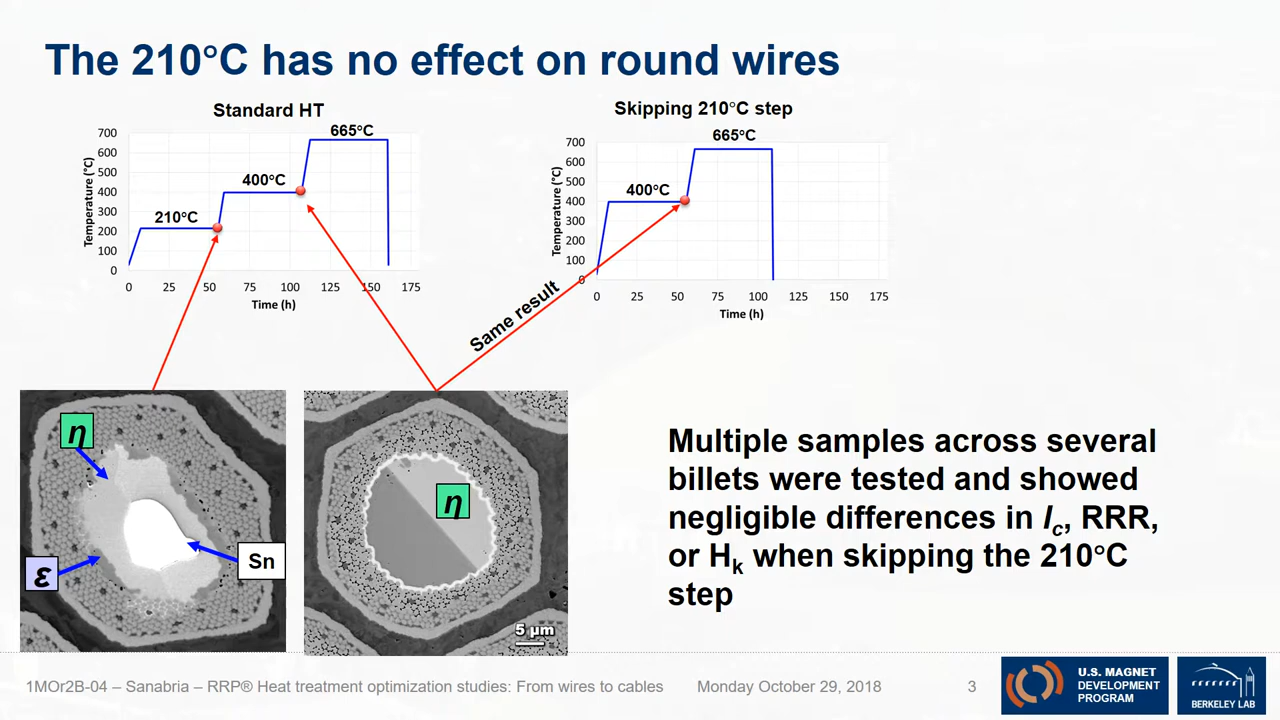 The 210°C has no effect on round wires
Standard HT
Temperature (°C)
700
600
500
400
300
200
100
0
210°C
400°C
665°C
0 25 50 75 100 125 150 175
Time (h)
Skipping 210°C step
Temperature (°C)
700
600
500
400
300
200
100
0
400°C
665°C
0 25 50 75 100 125 150 175
Time (h)
Same result
η
ε
Sn
η
5 µm
Multiple samples across several
billets were tested and showed
negligible differences in Ic, RRR,
or Hk when skipping the 210°C
step
1MOr2B-04 – Sanabria – RRP® Heat treatment optimization studies: From wires to cables
Monday October 29, 2018
3
U.S. MAGNET
DEVELOPMENT
PROGRAM
BERKELEY LAB